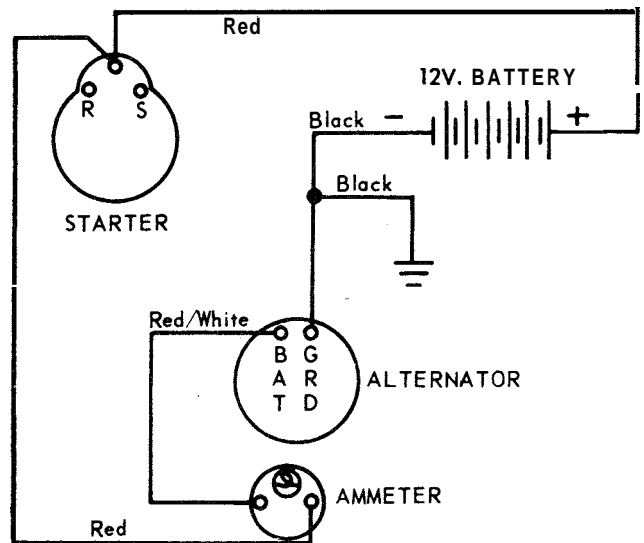 Red
12V. BATTERY
R S
Black - +
Black
STARTER
Red/White
B G
A R
T D
ALTERNATOR
AMMETER
Red